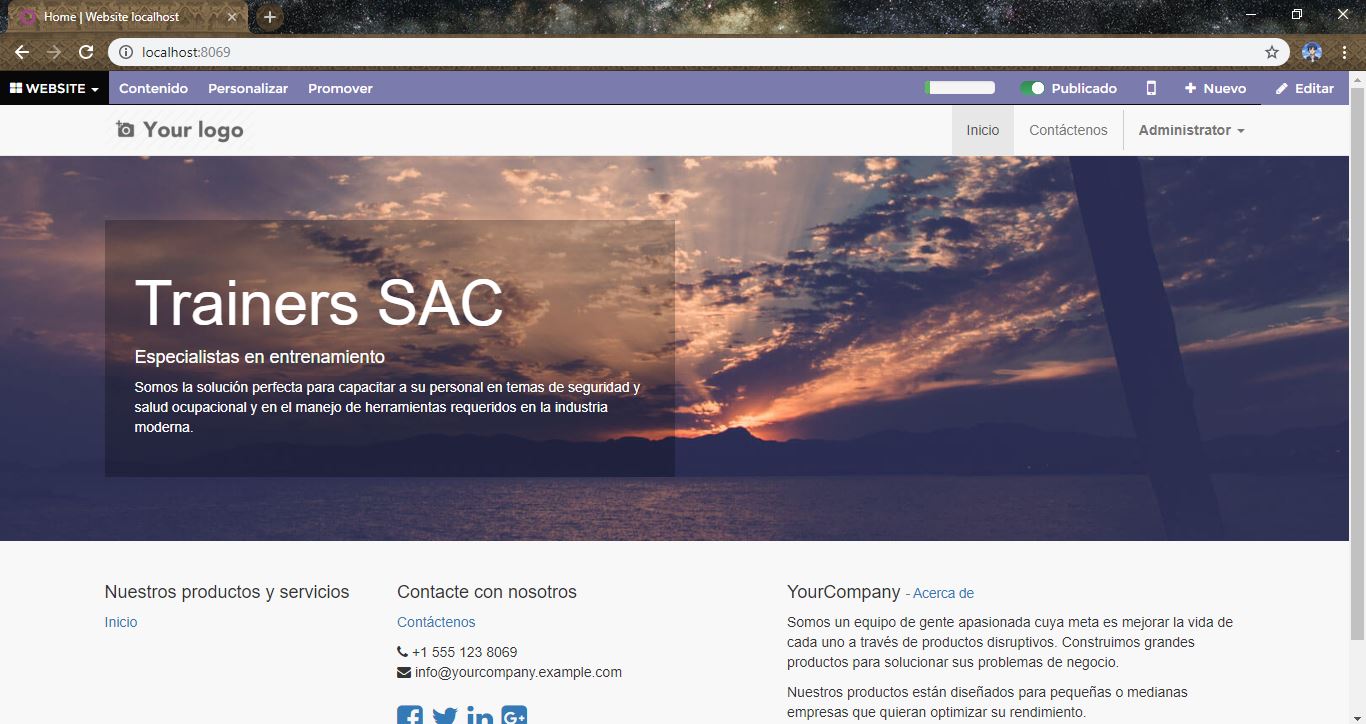 Home | Website localhost
localhost:8069
WEBSITE Contenido Personalizar Promover Publicado Nuevo Editar
Your logo Inicio Contáctenos Administrator
Trainers SAC
Especialistas en entrenamiento
Somos la solución perfecta para capacitar a su personal en temas de seguridad y
salud ocupacional y en el manejo de herramientas requeridos en la industria
moderna.
Nuestros productos y servicios
Inicio
Contacte con nosotros
Contáctenos
+1 555 123 8069
info@yourcompany.example.com
YourCompany - Acerca de
Somos un equipo de gente apasionada cuya meta es mejorar la vida de
cada uno a través de productos disruptivos. Construimos grandes
productos para solucionar sus problemas de negocio.
Nuestros productos están diseñados para pequeñas o medianas
empresas que quieran optimizar su rendimiento.